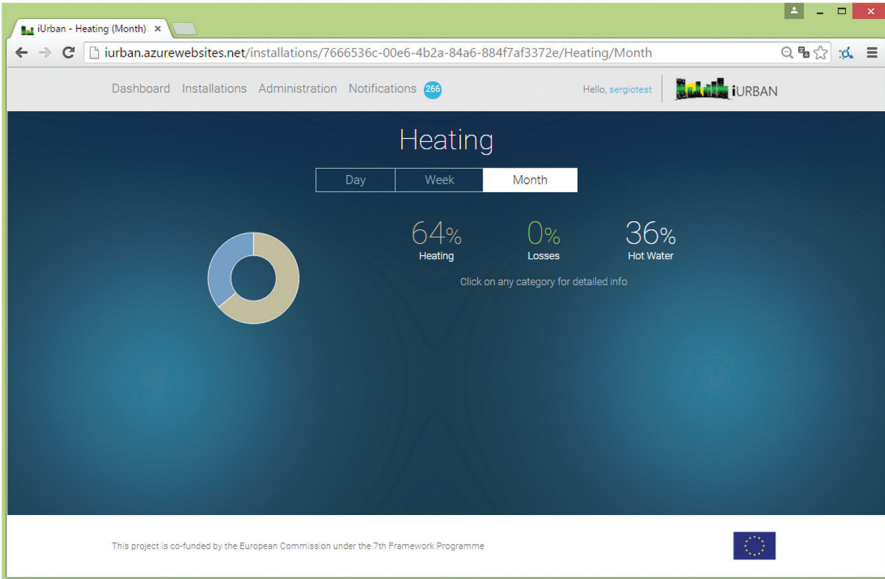 iUrban - Heating (Month)
iurban.azurewebsites.net/installations/7666536c-00e6-4b2a-84a6-884f7af3372e/Heating/Month
Dashboard Installations Administration Notifications 266 Hello, sergiotest iURBAN
Heating
Day Week Month
64% 0% 36%
Heating Losses Hot Water
Click on any category for detailed info
This project is co-funded by the European Commission under the 7th Framework Programme